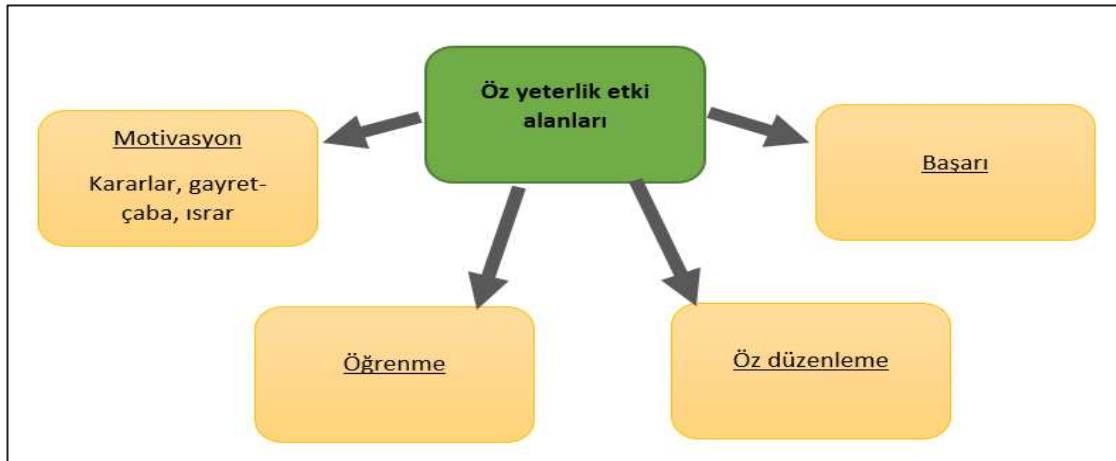 Öz yeterlik etki
alanları
Motivasyon
Kararlar, gayret-
çaba, ısrar
Başarı
Öğrenme
Öz düzenleme